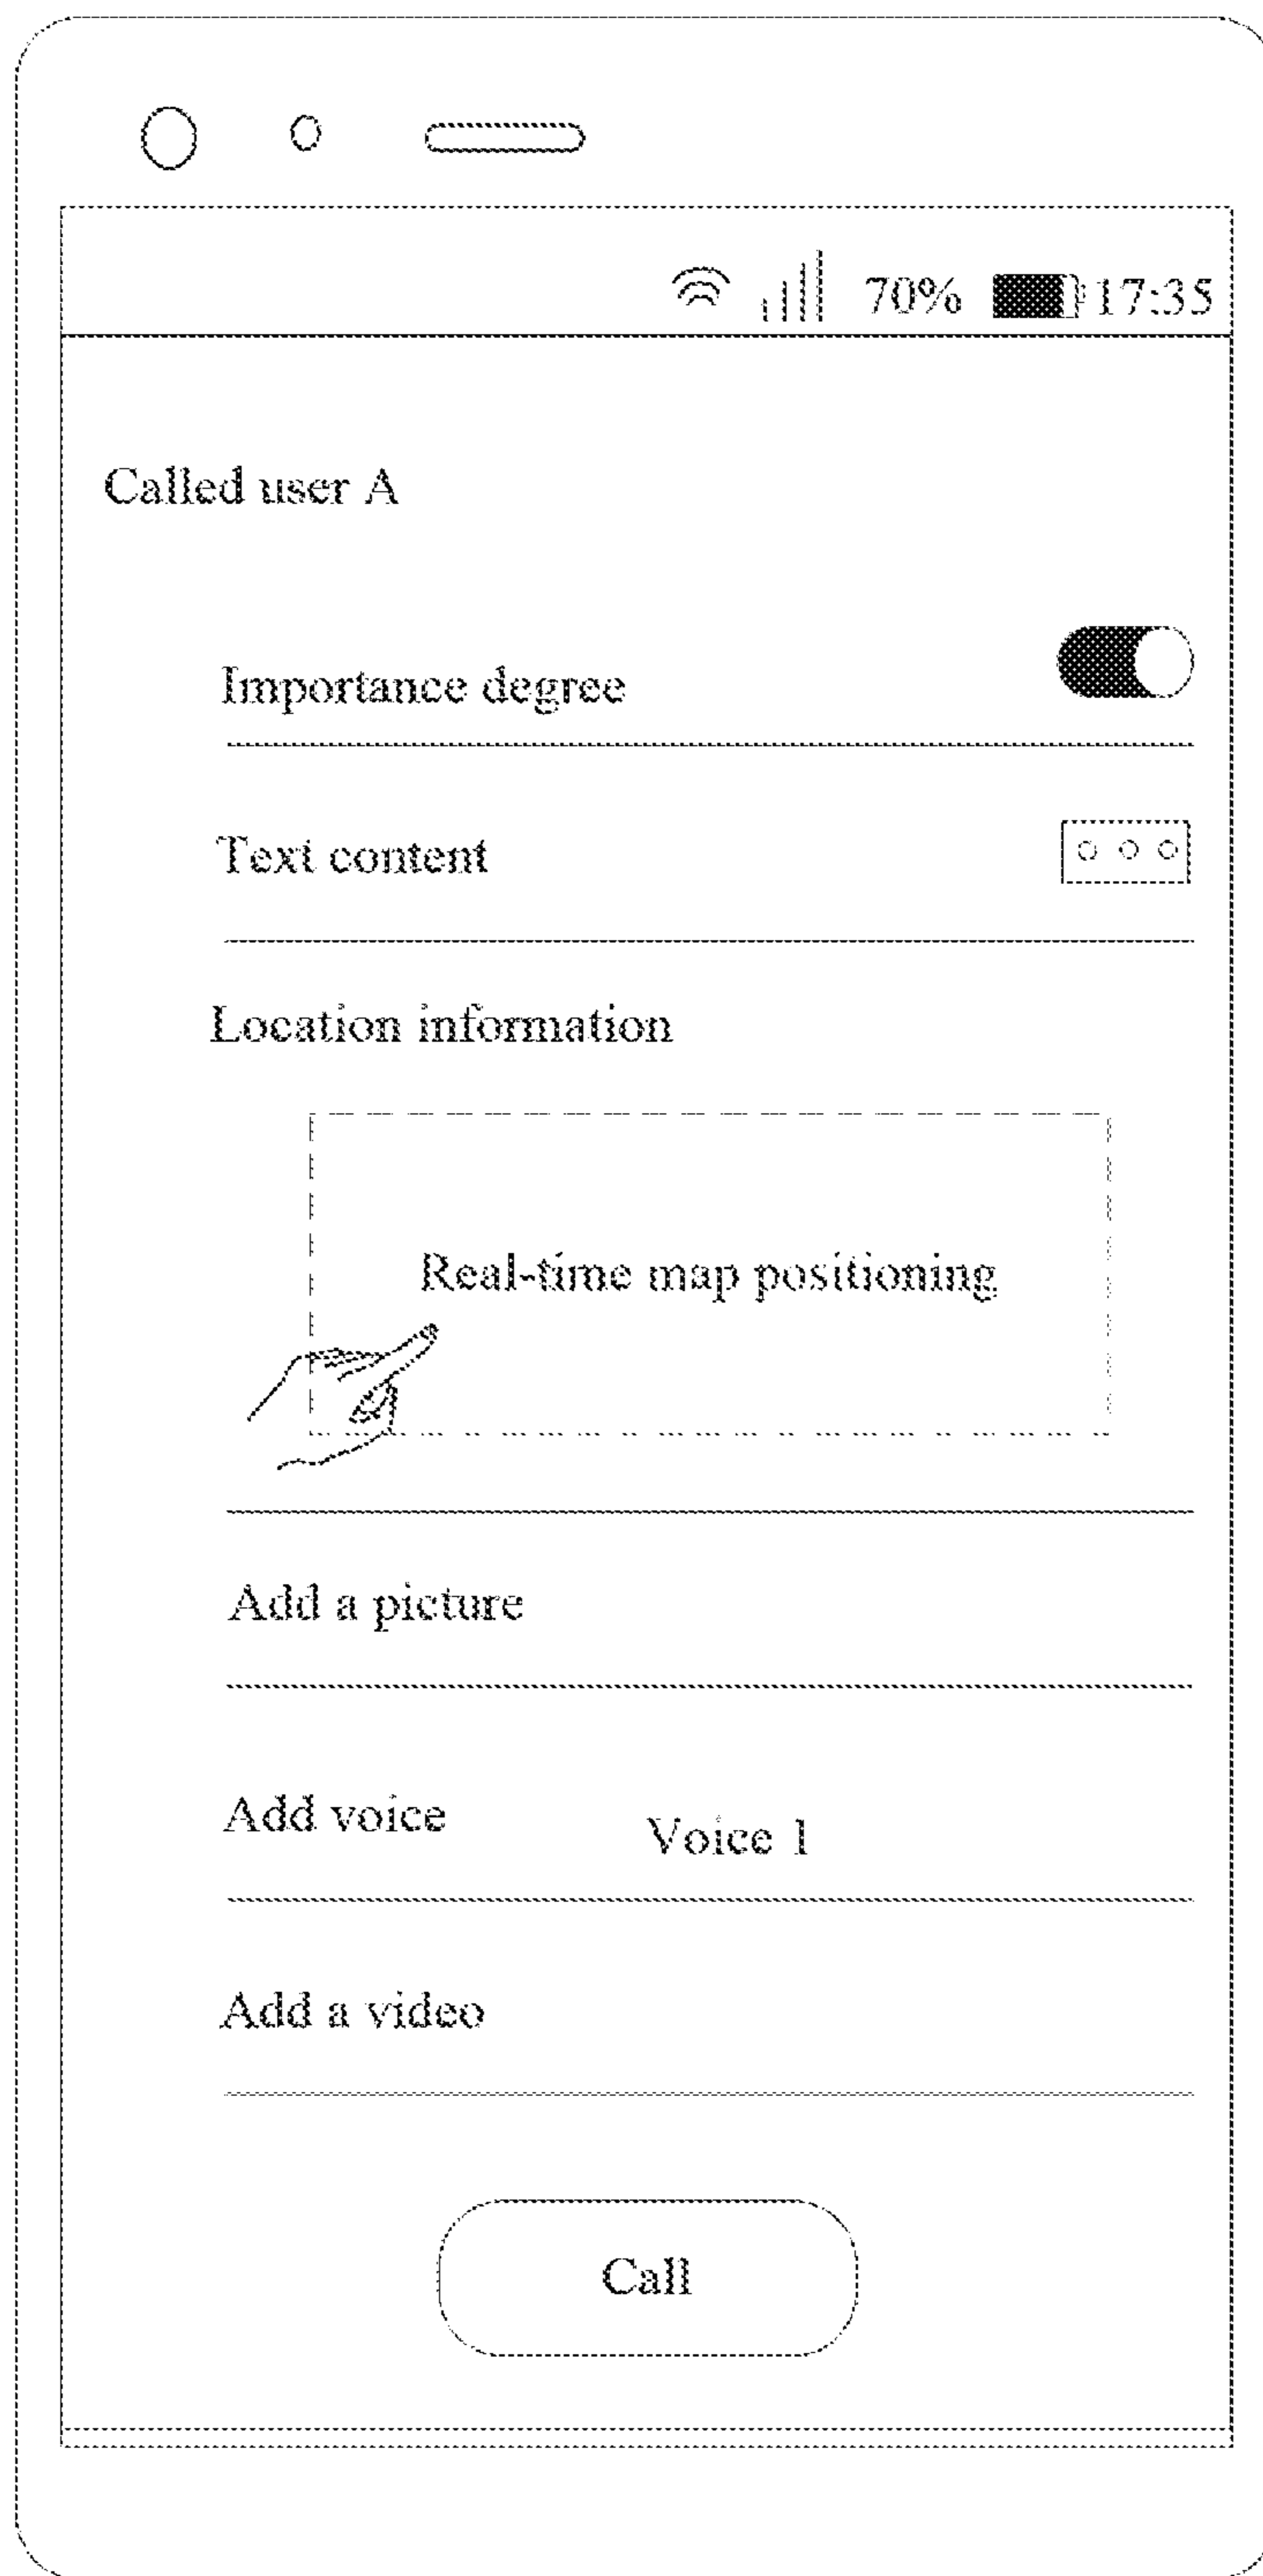 70% 17:35
Called user A
Importance degree
Text content
Location information
Real-time map positioning
Add a picture
Add voice Voice 1
Add a video
Call